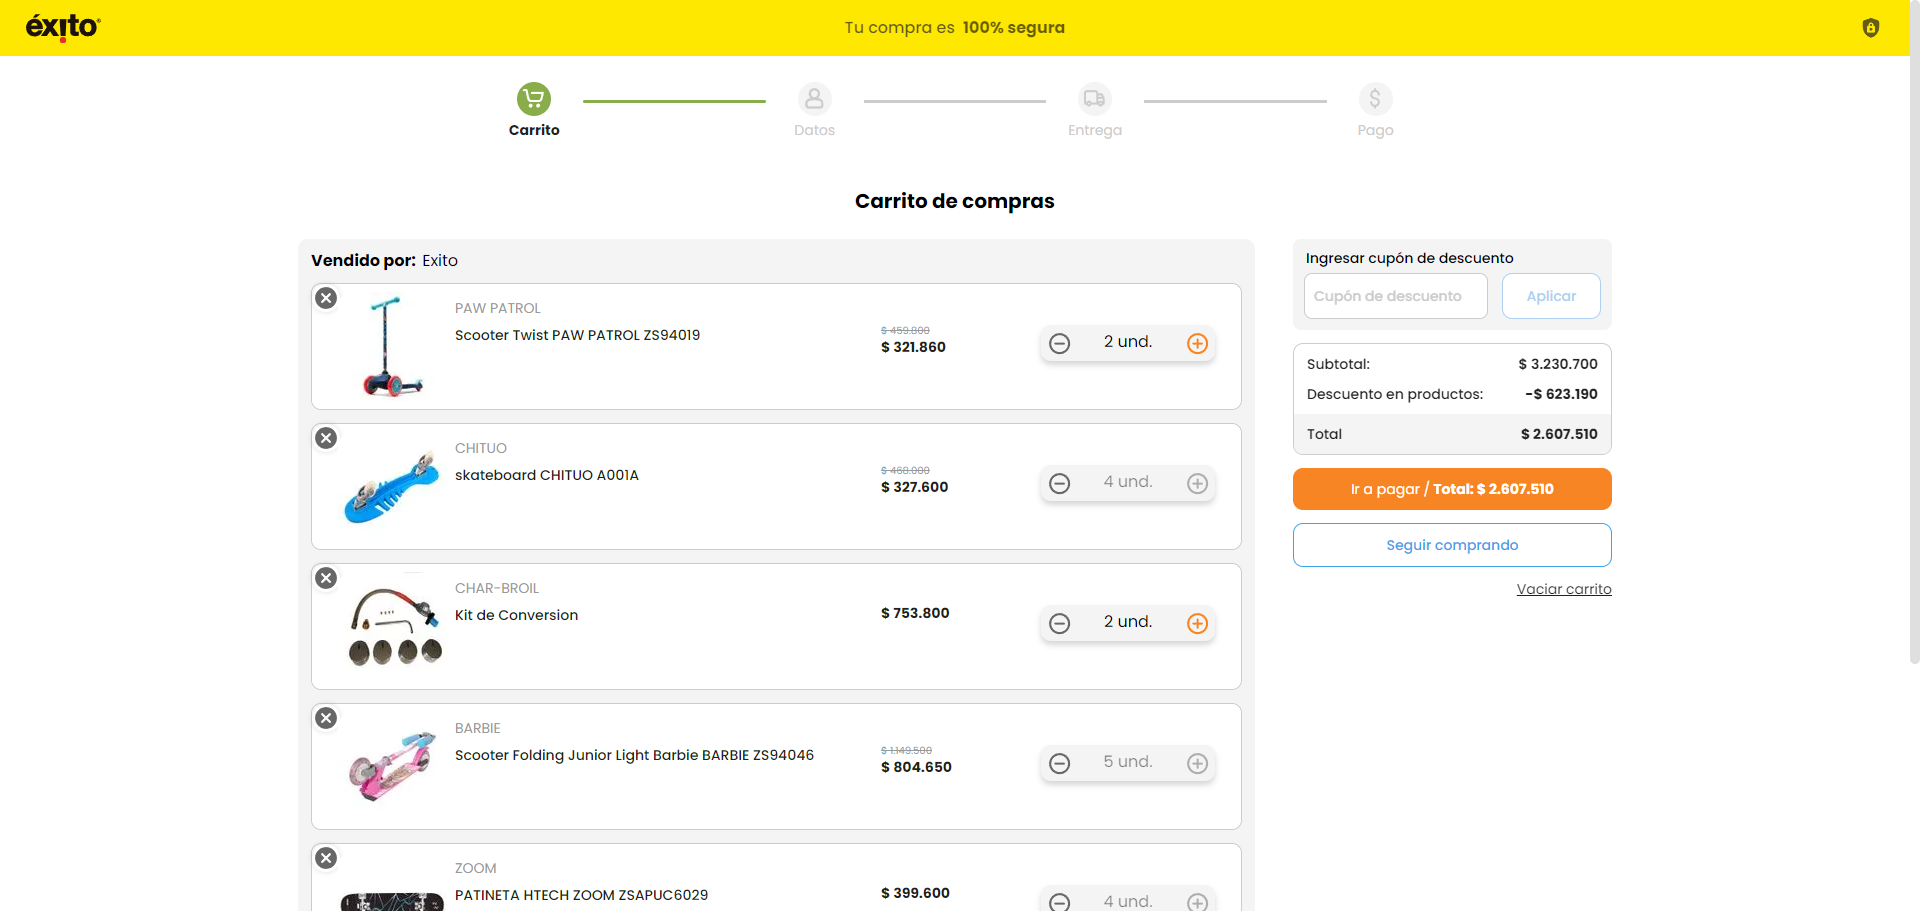 éxito
Tu compra es 100% segura
Carrito
Datos
Entrega
Pago
Carrito de compras
Vendido por: Exito
PAW PATROL
Scooter Twist PAW PATROL ZS94019
$ 459.800
$ 321.860
2 und.
CHITUO
skateboard CHITUO A001A
$ 468.000
$ 327.600
4 und.
CHAR-BROIL
Kit de Conversion
$ 753.800
2 und.
BARBIE
Scooter Folding Junior Light Barbie BARBIE ZS94046
$ 1.149.500
$ 804.650
5 und.
ZOOM
PATINETA HTECH ZOOM ZSAPUC6029
$ 399.600
4 und.
Ingresar cupón de descuento
Cupón de descuento
Aplicar
Subtotal: $ 3.230.700
Descuento en productos: -$ 623.190
Total $ 2.607.510
Ir a pagar / Total: $ 2.607.510
Seguir comprando
Vaciar carrito